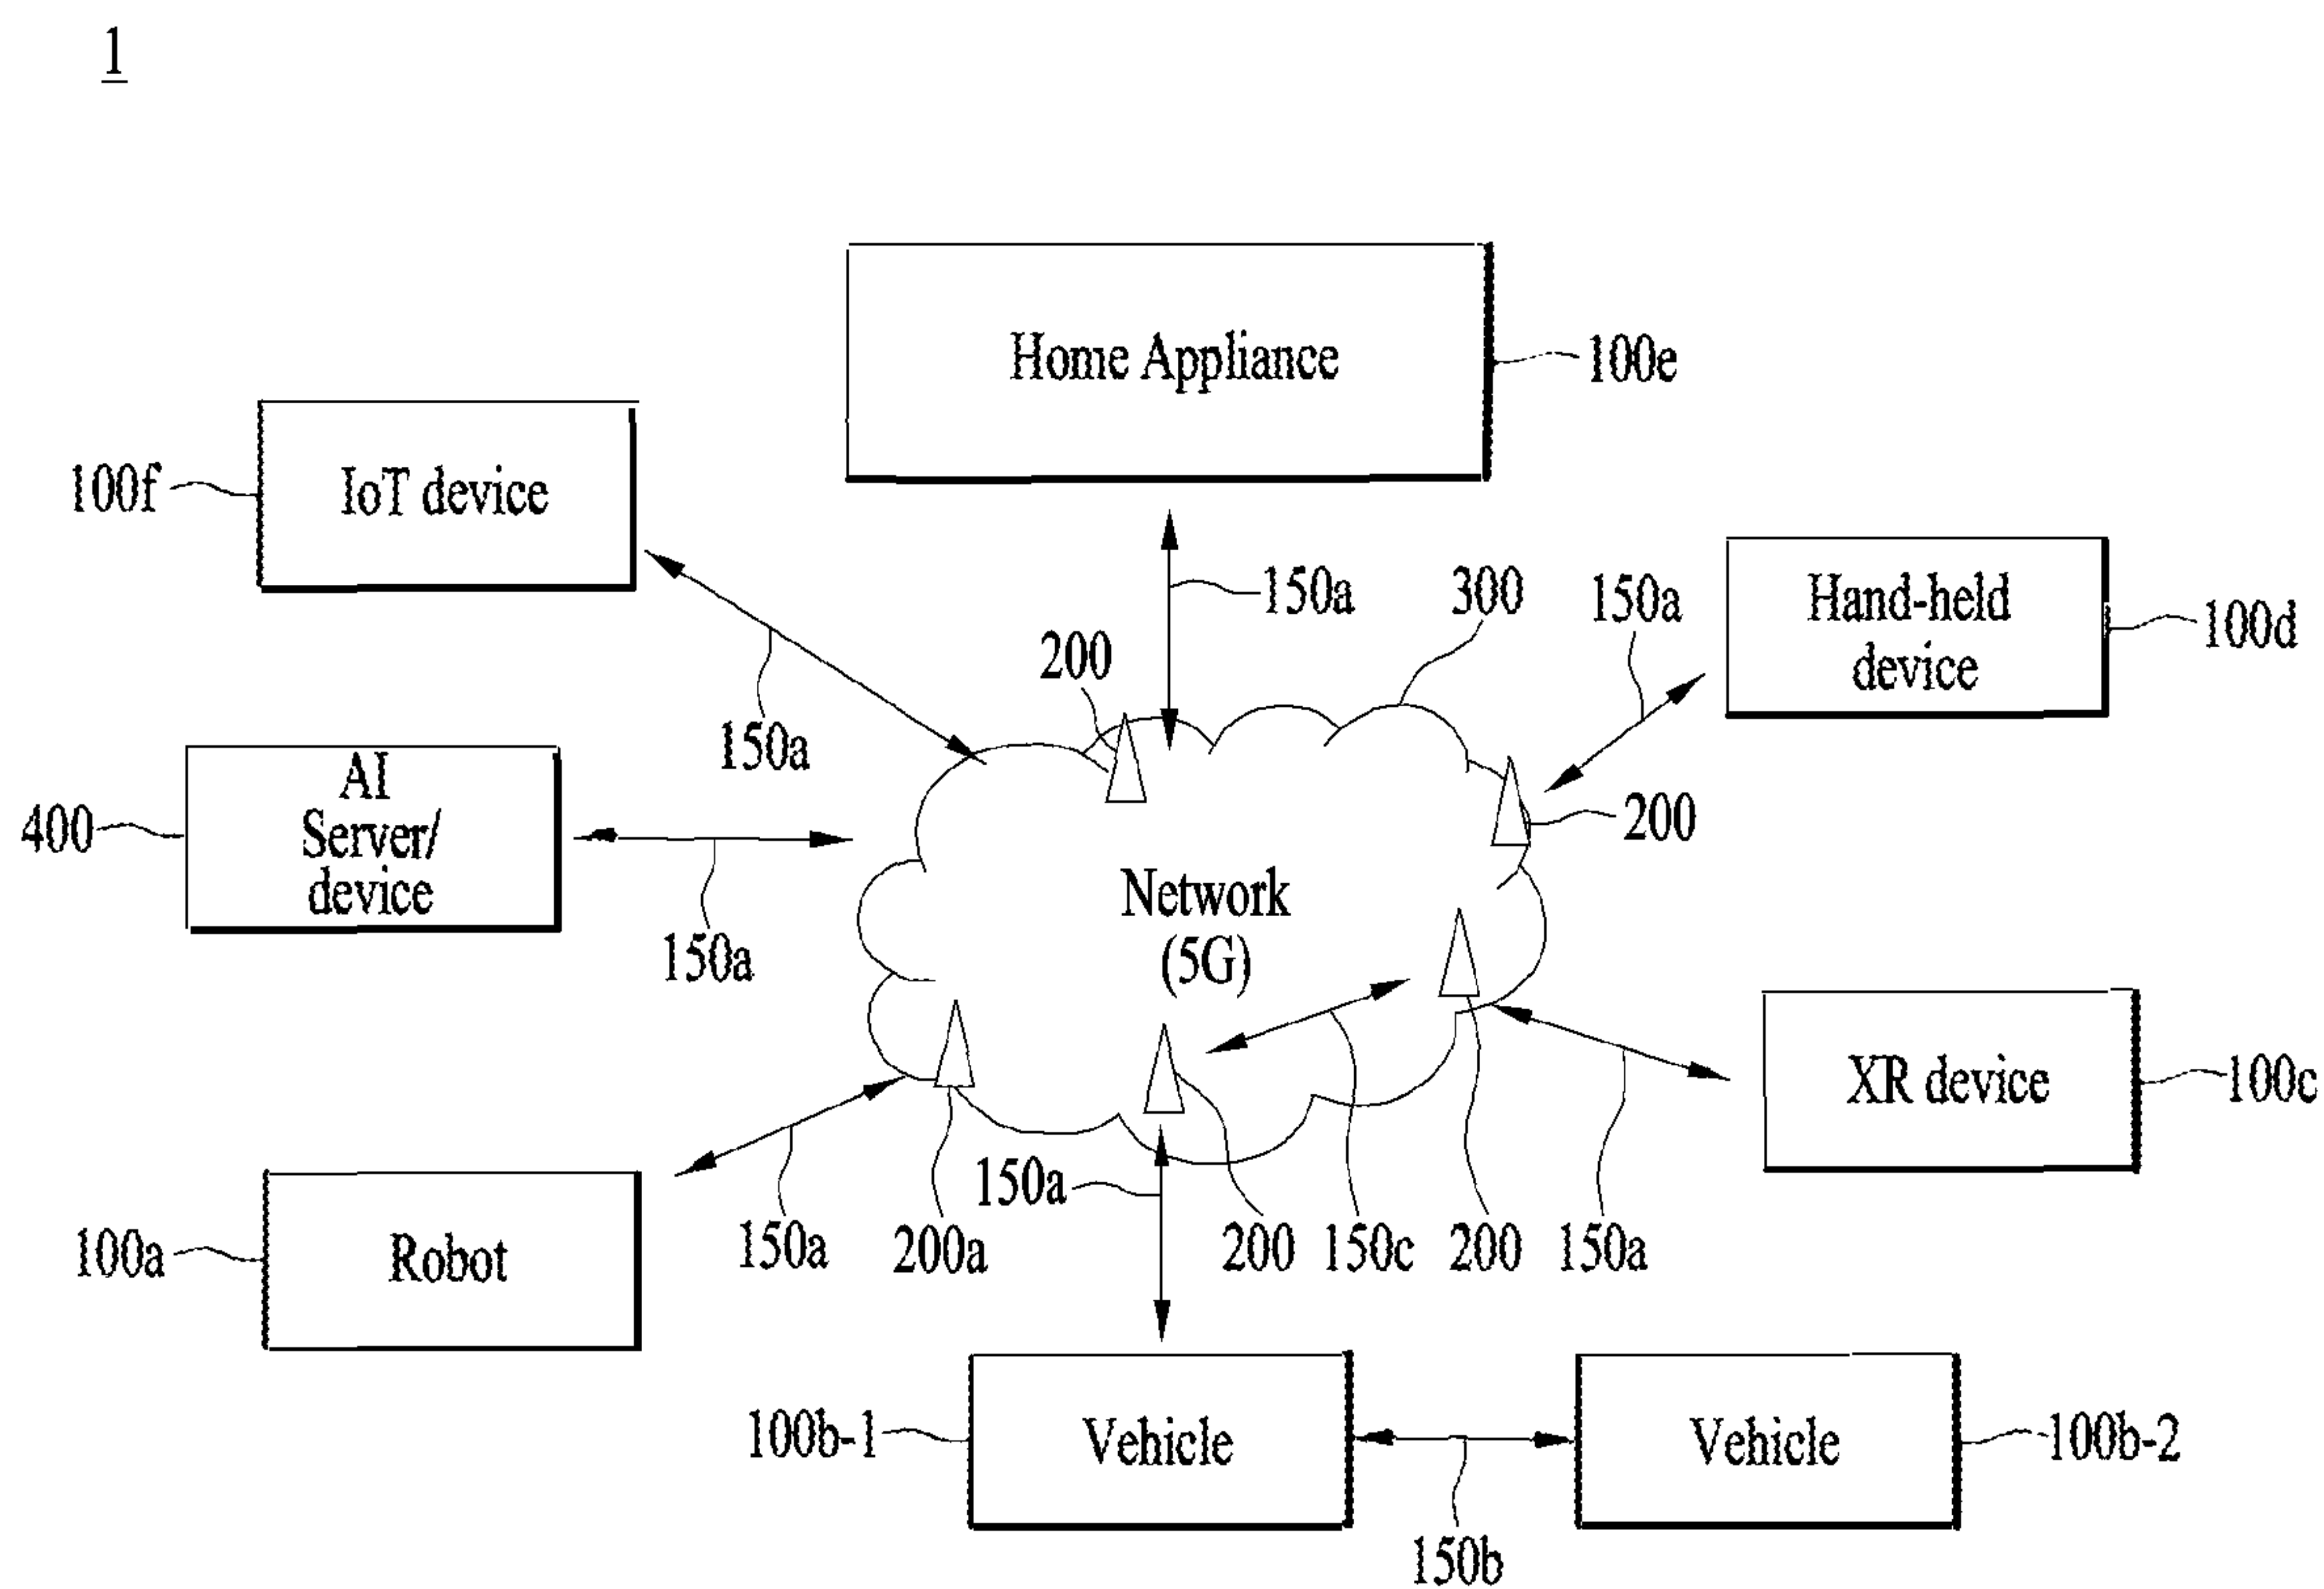 1
Home Appliance
100e
100f
IoT device
150a
300
150a
Hand-held
device
100d
200
150a
AI
Server/
device
400
200
150a
Network
(5G)
XR device
100c
150a
100a
Robot
150a
200a
200
150c
200
150a
100b-1
Vehicle
Vehicle
100b-2
150b